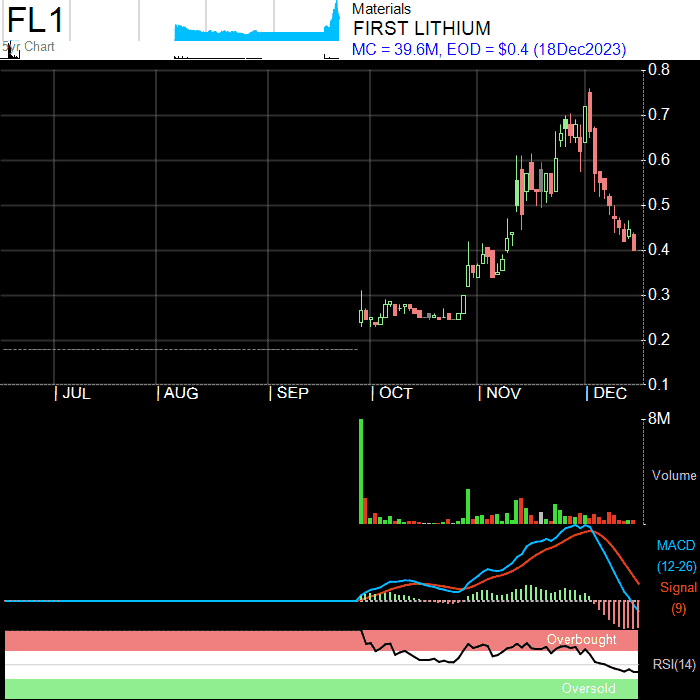 FL1
5yr Chart
Materials
FIRST LITHIUM
MC = 39.6M, EOD = $0.4 (18Dec2023)
0.8
0.7
0.6
0.5
0.4
0.3
0.2
0.1
| JUL | AUG | SEP | OCT | NOV | DEC
8M
Volume
MACD
(12-26)
Signal
(9)
Overbought
RSI(14)
Oversold